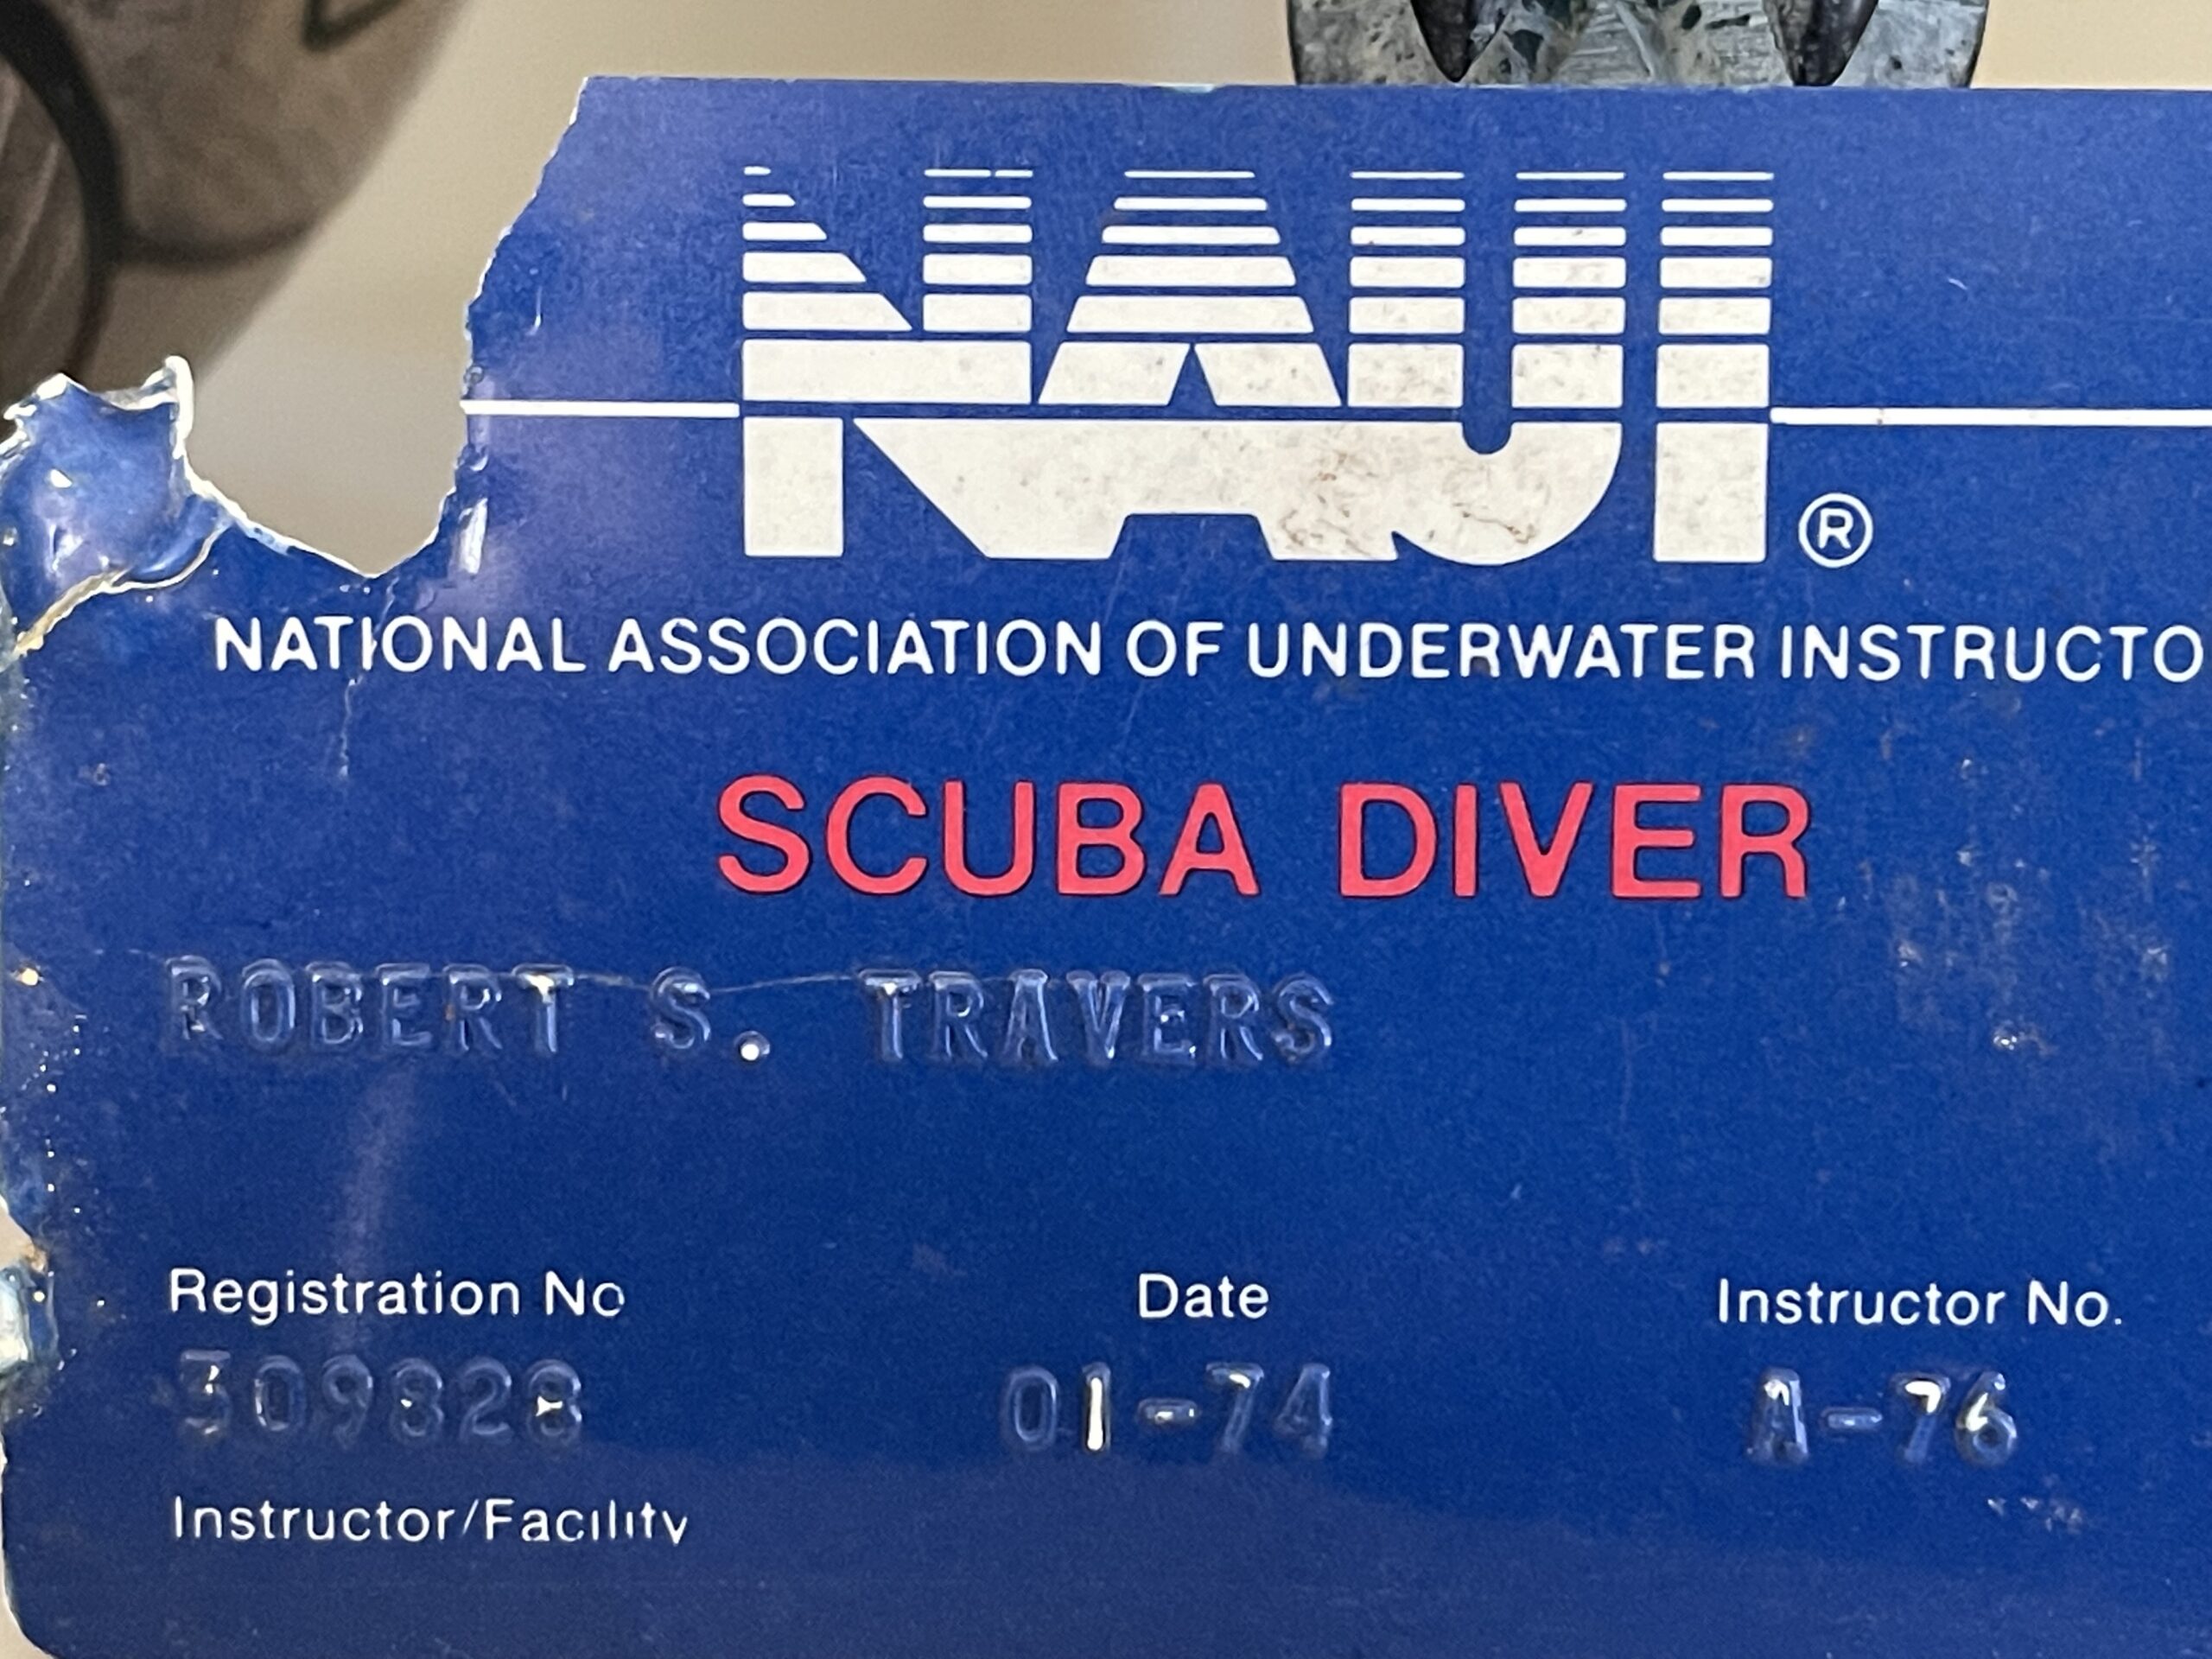 NAUI®
NATIONAL ASSOCIATION OF UNDERWATER INSTRUCTO
SCUBA DIVER
ROBERT S. TRAVERS
Registration No Date Instructor No.
309828 01-74 A-76
Instructor/Facility